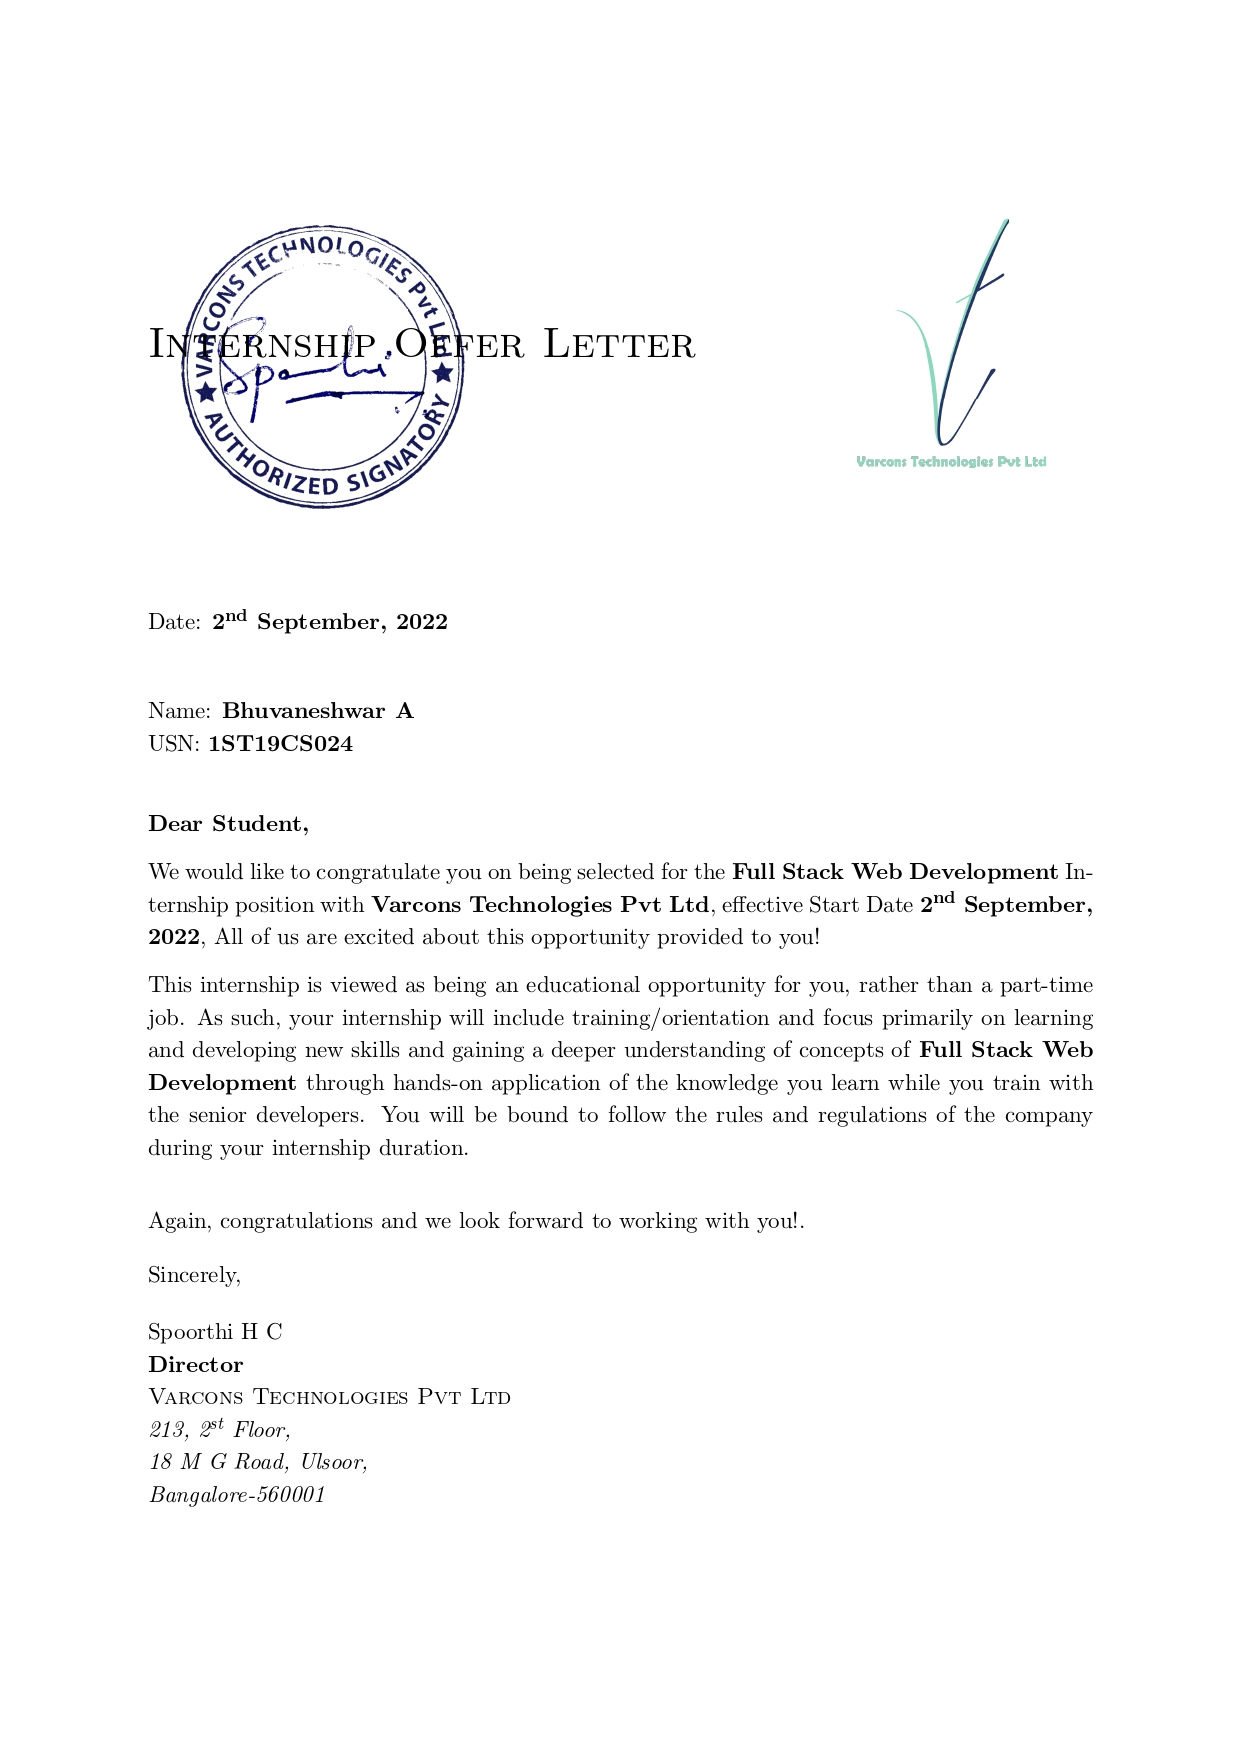 VARCONS TECHNOLOGIES Pvt Ltd
AUTHORIZED SIGNATORY
INTERNSHIP OFFER LETTER
Varcons Technologies Pvt Ltd
Date: 2nd September, 2022
Name: Bhuvaneshwar A
USN: 1ST19CS024
Dear Student,
We would like to congratulate you on being selected for the Full Stack Web Development In-
ternship position with Varcons Technologies Pvt Ltd, effective Start Date 2nd September,
2022, All of us are excited about this opportunity provided to you!
This internship is viewed as being an educational opportunity for you, rather than a part-time
job. As such, your internship will include training/orientation and focus primarily on learning
and developing new skills and gaining a deeper understanding of concepts of Full Stack Web
Development through hands-on application of the knowledge you learn while you train with
the senior developers. You will be bound to follow the rules and regulations of the company
during your internship duration.
Again, congratulations and we look forward to working with you!.
Sincerely,
Spoorthi H C
Director
VARCONS TECHNOLOGIES PVT LTD
213, 2st Floor,
18 M G Road, Ulsoor,
Bangalore-560001